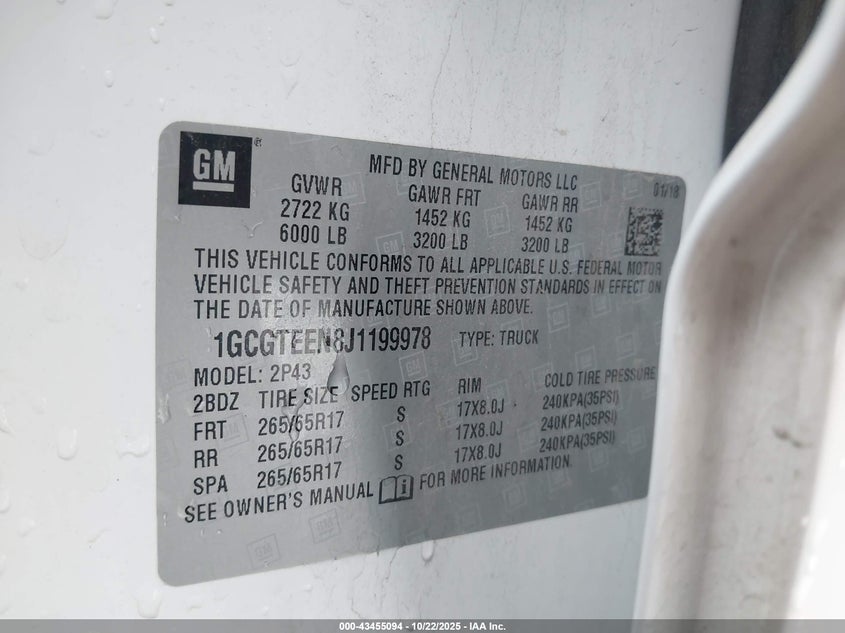 GM
MFD BY GENERAL MOTORS LLC
01/18
GVWR GAWR FRT GAWR RR
2722 KG 1452 KG 1452 KG
6000 LB 3200 LB 3200 LB
THIS VEHICLE CONFORMS TO ALL APPLICABLE U.S. FEDERAL MOTOR
VEHICLE SAFETY AND THEFT PREVENTION STANDARDS IN EFFECT ON
THE DATE OF MANUFACTURE SHOWN ABOVE.
1GCGTEEN8J1199978 TYPE: TRUCK
MODEL: 2P43
2BDZ TIRE SIZE SPEED RTG RIM COLD TIRE PRESSURE
FRT 265/65R17 S 17X8.0J 240KPA(35PSI)
RR 265/65R17 S 17X8.0J 240KPA(35PSI)
SPA 265/65R17 S 17X8.0J 240KPA(35PSI)
SEE OWNER'S MANUAL FOR MORE INFORMATION.
000-43455094 - 10/22/2025 - IAA Inc.